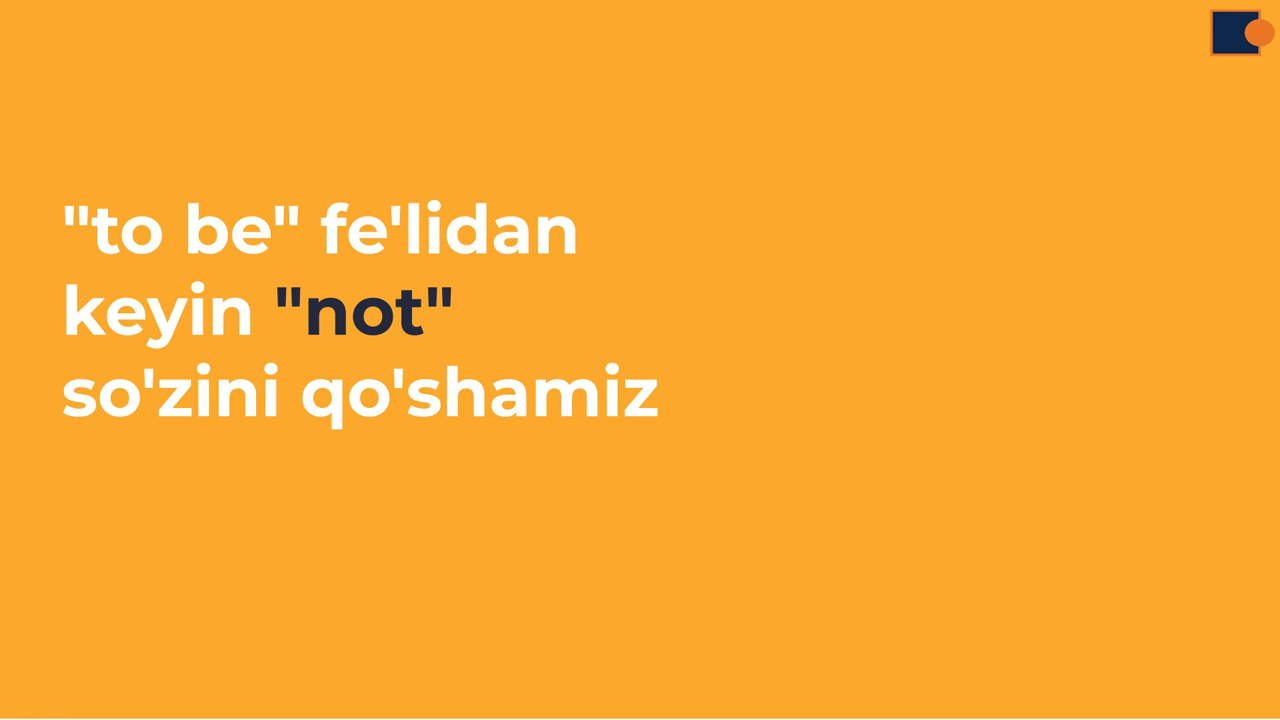 "to be" fe'lidan
keyin "not"
so'zini qo'shamiz